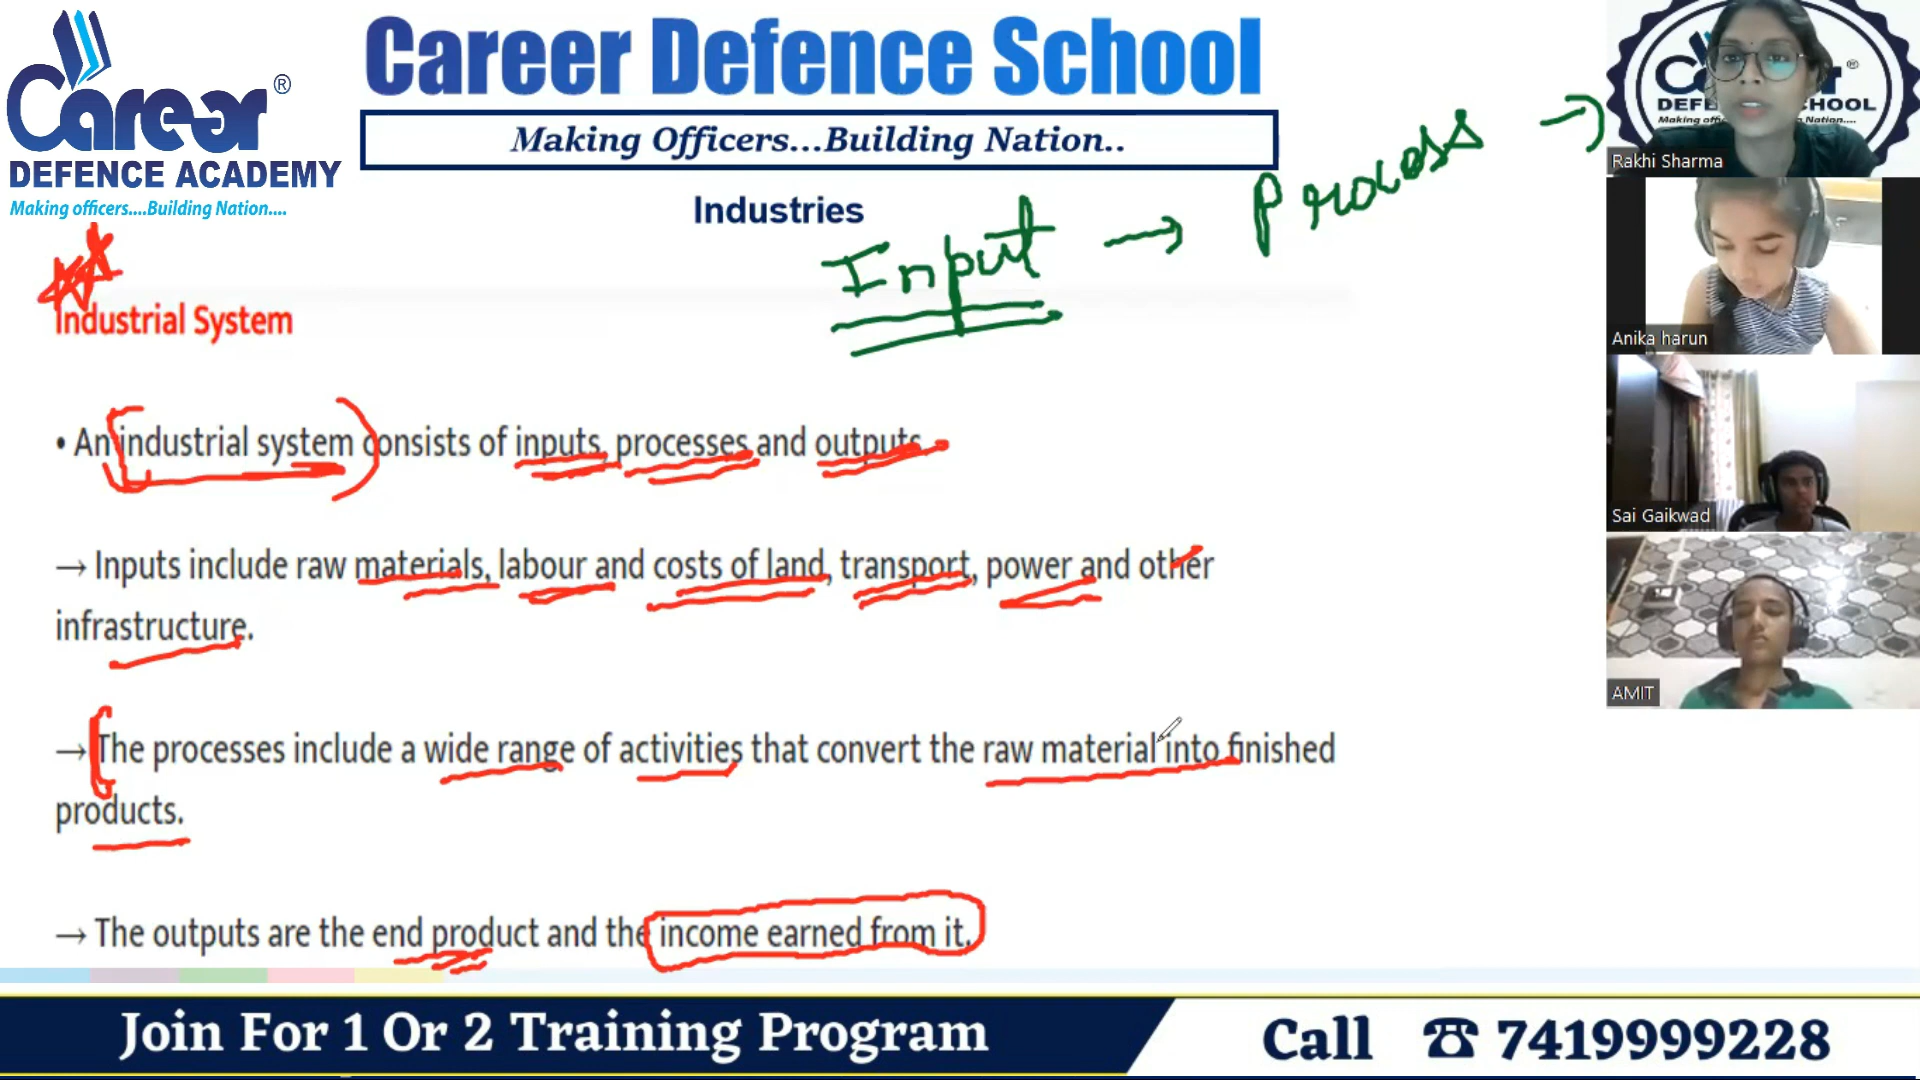 Career ®
DEFENCE ACADEMY
Making officers....Building Nation....
Career Defence School
Making Officers...Building Nation..
Industries
Input → Process →
Industrial System
• An industrial system consists of inputs, processes and outputs.
→ Inputs include raw materials, labour and costs of land, transport, power and other
infrastructure.
→ The processes include a wide range of activities that convert the raw material into finished
products.
→ The outputs are the end product and the income earned from it.
Rakhi Sharma
Anika harun
Sai Gaikwad
AMIT
Join For 1 Or 2 Training Program
Call ☎ 7419999228